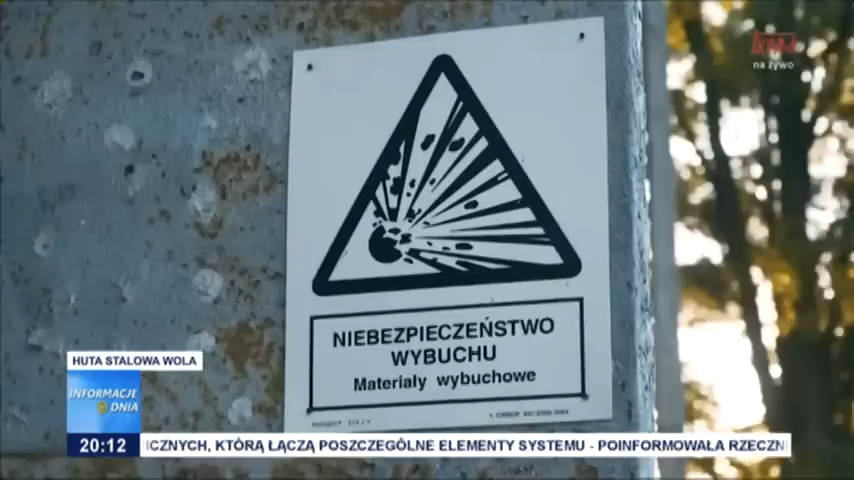 TRWAM
na żywo
NIEBEZPIECZEŃSTWO
WYBUCHU
Materiały wybuchowe
HUTA STALOWA WOLA
INFORMACJE
DNIA
20:12
ICZNYCH, KTÓRĄ ŁĄCZĄ POSZCZEGÓLNE ELEMENTY SYSTEMU - POINFORMOWAŁA RZECZN